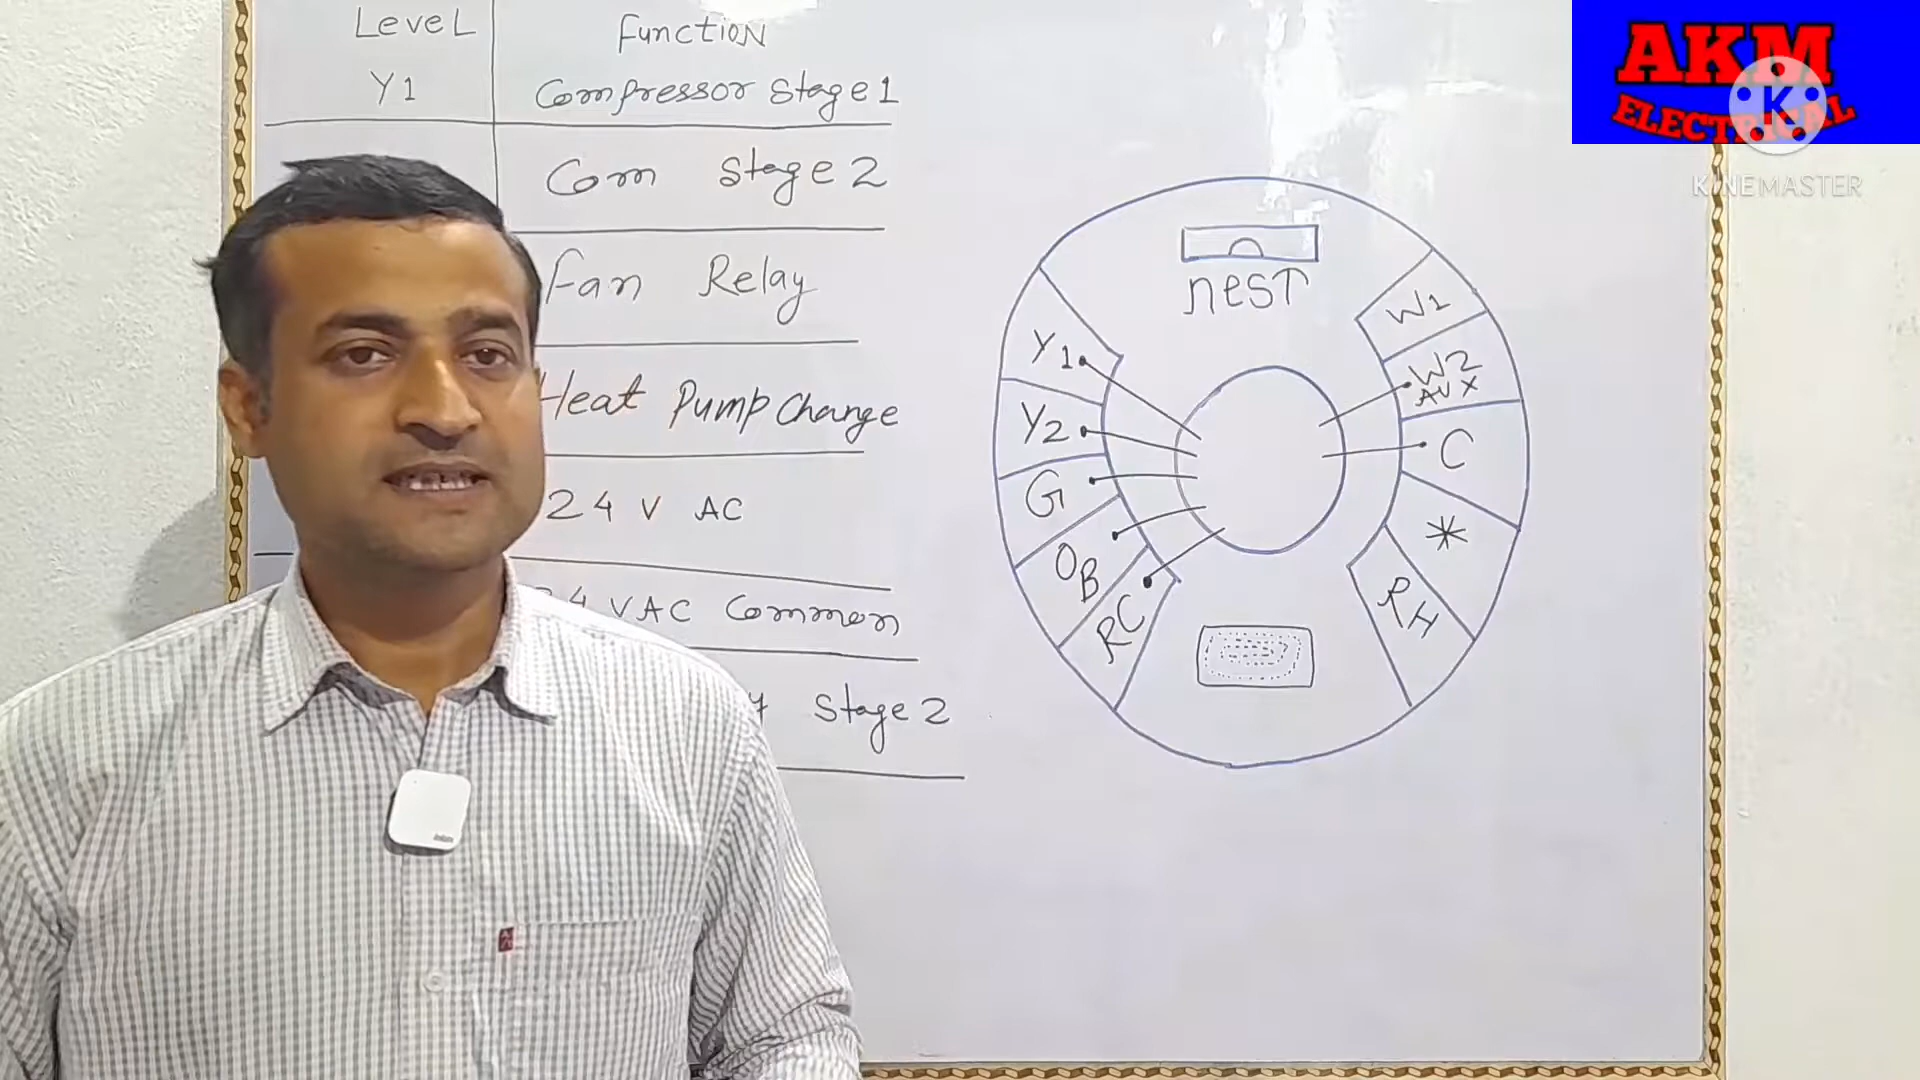 Level Function
Y1 Compressor Stage 1
Com Stage 2
Fan Relay
Heat Pump Change
24 V AC
24 VAC Common
Stage 2
nest
Y1
Y2
G
OB
RC
W1
W2
AUX
C
*
RH
AKM
ELECTRICAL
K
KINEMASTER